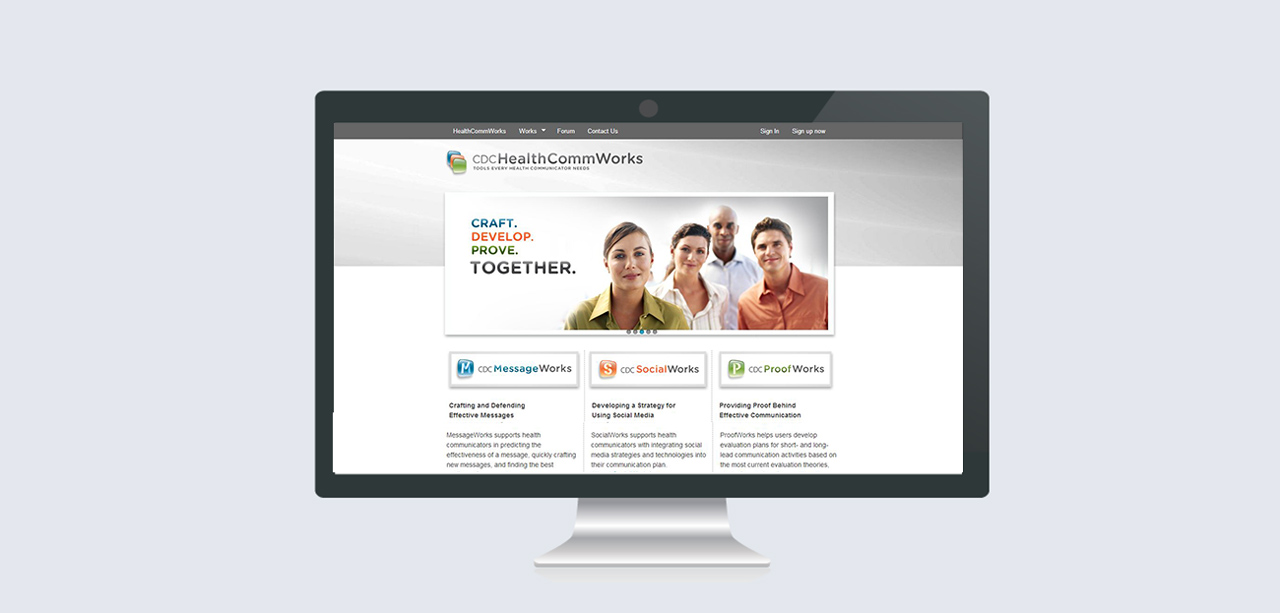 HealthCommWorks Works Forum Contact Us Sign In Sign up now
CDCHealthCommWorks
TOOLS EVERY HEALTH COMMUNICATOR NEEDS
CRAFT.
DEVELOP.
PROVE.
TOGETHER.
M CDC MessageWorks
S CDC SocialWorks
P CDC ProofWorks
Crafting and Defending
Effective Messages
MessageWorks supports health
communicators in predicting the
effectiveness of a message, quickly crafting
new messages, and finding the best
Developing a Strategy for
Using Social Media
SocialWorks supports health
communicators with integrating social
media strategies and technologies into
their communication plan.
Providing Proof Behind
Effective Communication
ProofWorks helps users develop
evaluation plans for short- and long-
lead communication activities based on
the most current evaluation theories.